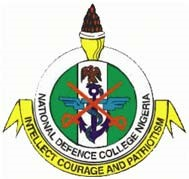 NATIONAL DEFENCE COLLEGE NIGERIA
INTELLECT COURAGE AND PATRIOTISM